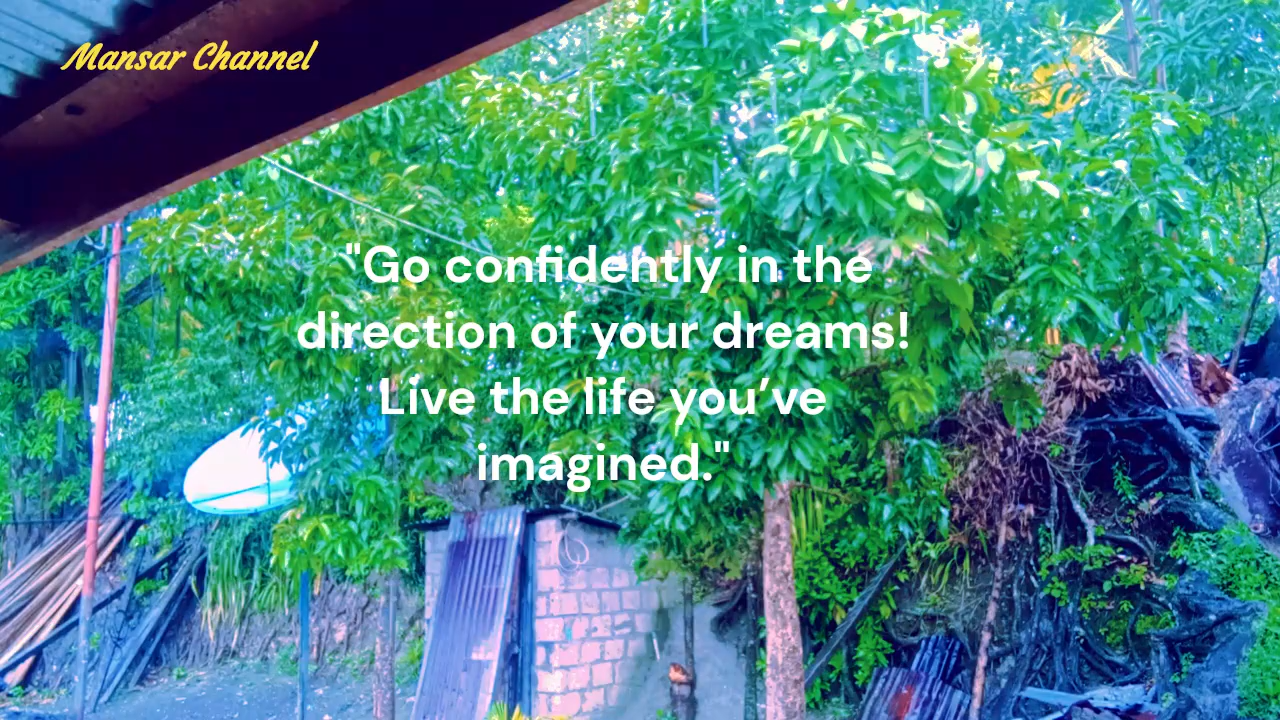 Mansar Channel
"Go confidently in the
direction of your dreams!
Live the life you’ve
imagined."